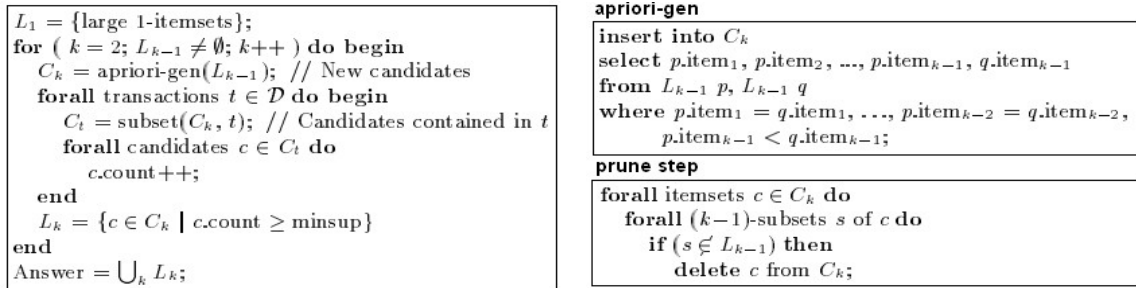 L₁ = {large 1-itemsets};
for ( k = 2; Lₖ₋₁ ≠ ∅; k++ ) do begin
Cₖ = apriori-gen(Lₖ₋₁); // New candidates
forall transactions t ∈ 𝒟 do begin
Cₜ = subset(Cₖ, t); // Candidates contained in t
forall candidates c ∈ Cₜ do
c.count++;
end
Lₖ = {c ∈ Cₖ | c.count ≥ minsup}
end
Answer = ⋃ₖ Lₖ;
apriori-gen
insert into Cₖ
select p.item₁, p.item₂, ..., p.itemₖ₋₁, q.itemₖ₋₁
from Lₖ₋₁ p, Lₖ₋₁ q
where p.item₁ = q.item₁, . . ., p.itemₖ₋₂ = q.itemₖ₋₂,
p.itemₖ₋₁ < q.itemₖ₋₁;
prune step
forall itemsets c ∈ Cₖ do
forall (k−1)-subsets s of c do
if (s ∉ Lₖ₋₁) then
delete c from Cₖ;